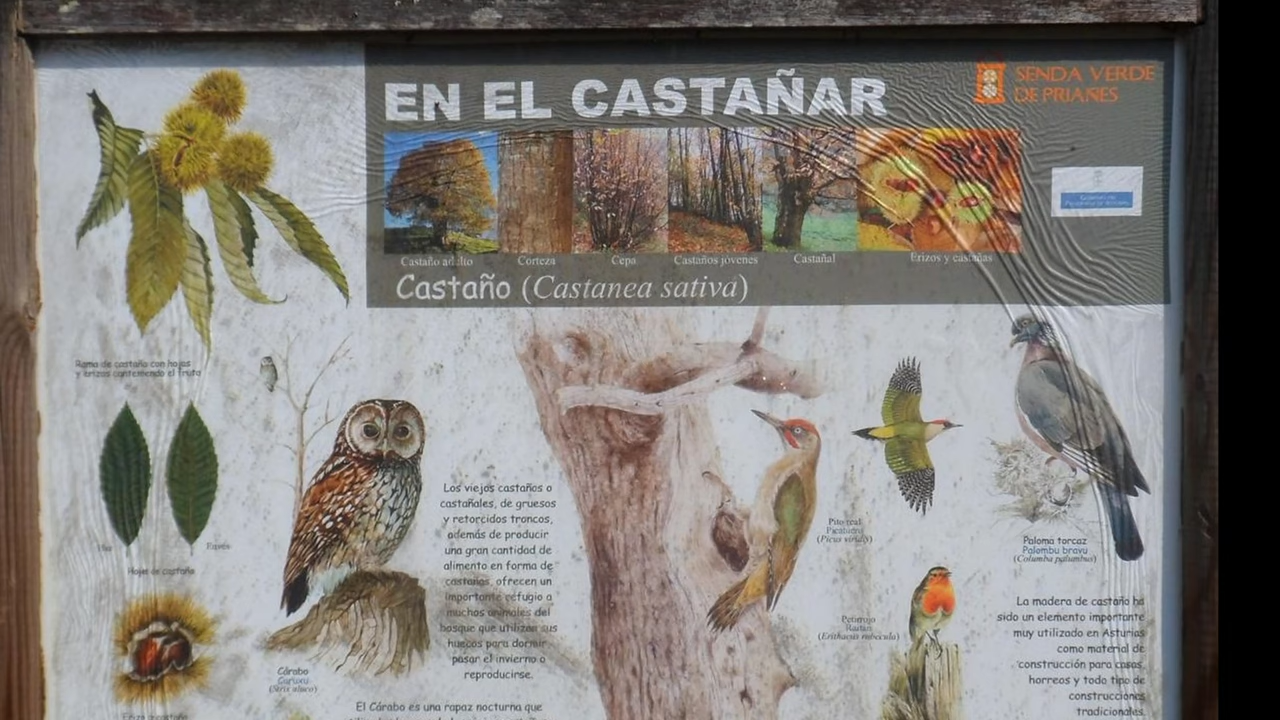 EN EL CASTAÑAR
SENDA VERDE
DE PRIAÑES
Castaño adulto
Corteza
Cepa
Castaños jóvenes
Castañal
Erizos y castañas
Castaño (Castanea sativa)
Rama de castaño con hojas
y erizos conteniendo el fruto
Haz
Envés
Hojas de castaño
Cárabo
(Strix aluco)
Los viejos castaños o
castañales, de gruesos
y retorcidos troncos,
además de producir
una gran cantidad de
alimento en forma de
castañas, ofrecen un
importante refugio a
muchos animales del
bosque que utilizan sus
huecos para dormir,
pasar el invierno o
reproducirse.
El Cárabo es una rapaz nocturna que
Pito real
(Picus viridis)
Paloma torcaz
Palombu bravu
(Columba palumbus)
Petirrojo
Raitán
(Erithacus rubecula)
La madera de castaño ha
sido un elemento importante
muy utilizado en Asturias
como material de
construcción para casas,
horreos y todo tipo de
construcciones
tradicionales.